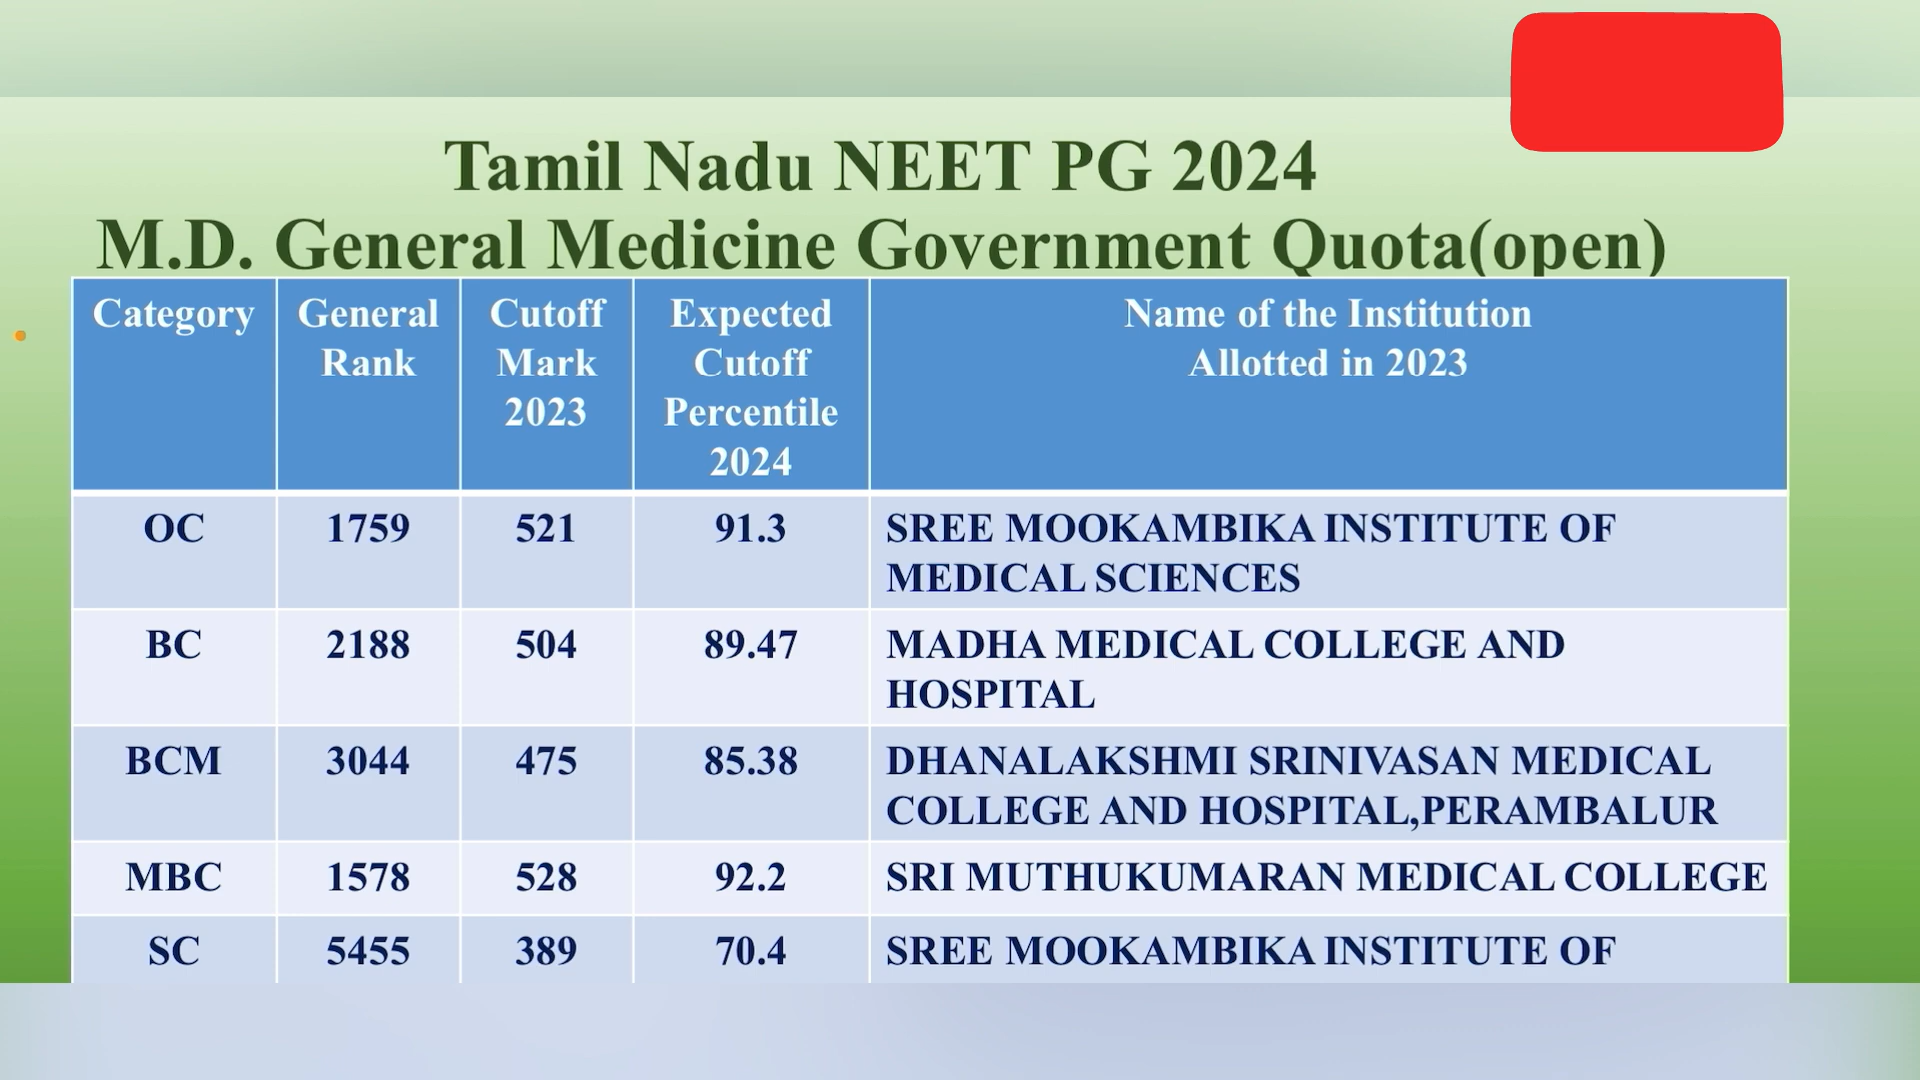 Tamil Nadu NEET PG 2024
M.D. General Medicine Government Quota(open)
Category General Rank Cutoff Mark 2023 Expected Cutoff Percentile 2024 Name of the Institution Allotted in 2023
OC 1759 521 91.3 SREE MOOKAMBIKA INSTITUTE OF
MEDICAL SCIENCES
BC 2188 504 89.47 MADHA MEDICAL COLLEGE AND
HOSPITAL
BCM 3044 475 85.38 DHANALAKSHMI SRINIVASAN MEDICAL
COLLEGE AND HOSPITAL,PERAMBALUR
MBC 1578 528 92.2 SRI MUTHUKUMARAN MEDICAL COLLEGE
SC 5455 389 70.4 SREE MOOKAMBIKA INSTITUTE OF